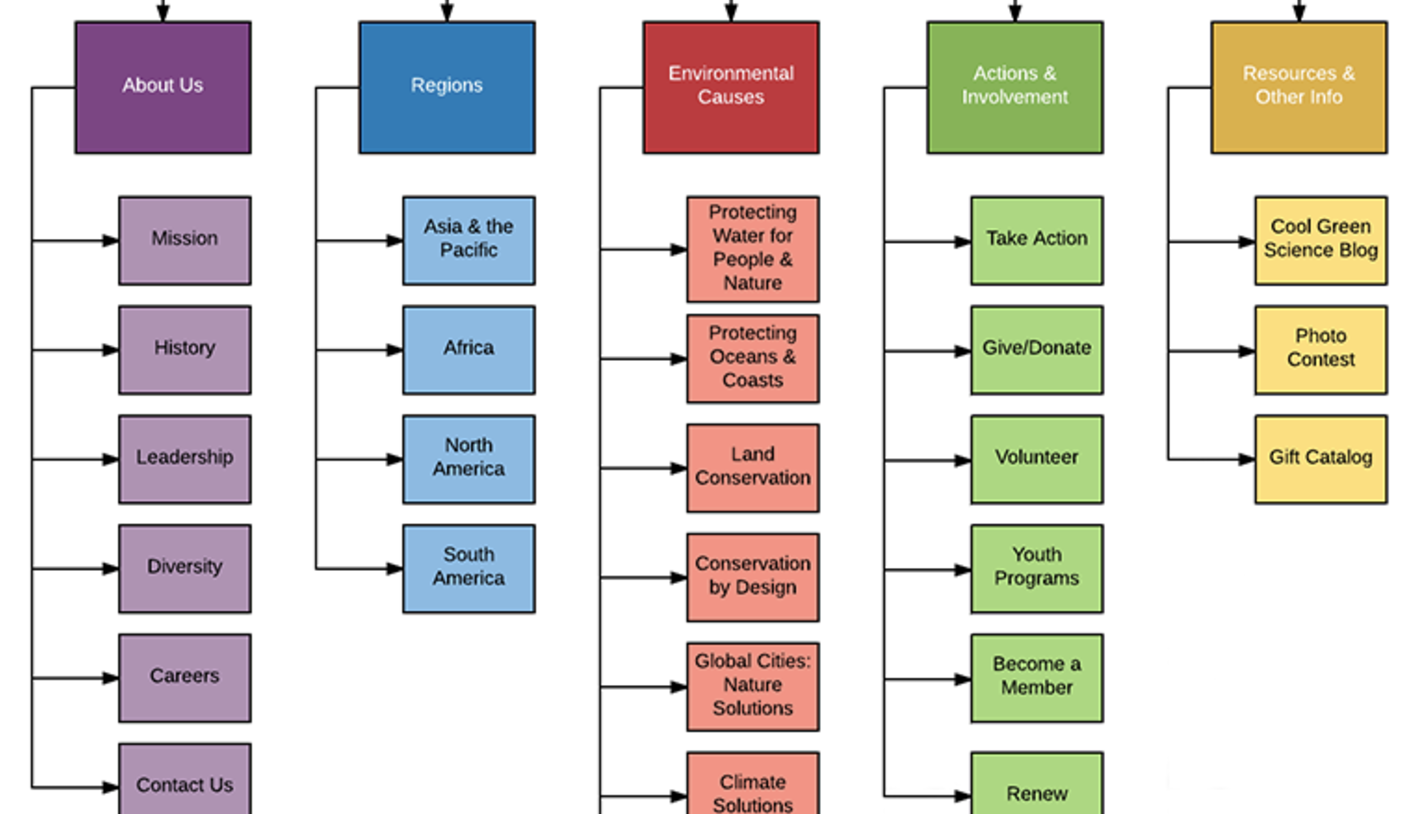 About Us
Mission
History
Leadership
Diversity
Careers
Contact Us
Regions
Asia & the
Pacific
Africa
North
America
South
America
Environmental
Causes
Protecting
Water for
People &
Nature
Protecting
Oceans &
Coasts
Land
Conservation
Conservation
by Design
Global Cities:
Nature
Solutions
Climate
Solutions
Actions &
Involvement
Take Action
Give/Donate
Volunteer
Youth
Programs
Become a
Member
Renew
Resources &
Other Info
Cool Green
Science Blog
Photo
Contest
Gift Catalog